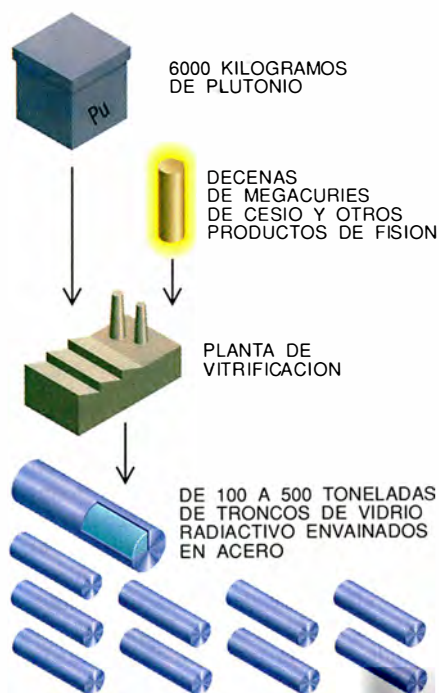 6000 KILOGRAMOS
DE PLUTONIO
Pu
DECENAS
DE MEGACURIES
DE CESIO Y OTROS
PRODUCTOS DE FISION
PLANTA DE
VITRIFICACION
DE 100 A 500 TONELADAS
DE TRONCOS DE VIDRIO
RADIACTIVO ENVAINADOS
EN ACERO